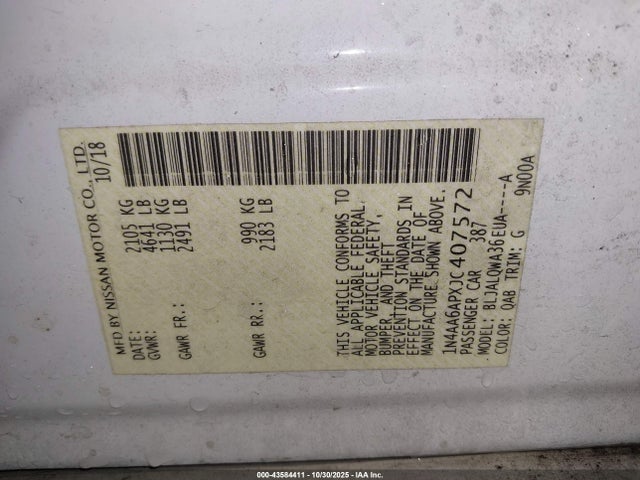 MFD BY NISSAN MOTOR CO., LTD.
DATE: 10/18
GVWR: 2105 KG
4641 LB
GAWR FR.: 1130 KG
2491 LB
GAWR RR.: 990 KG
2183 LB
THIS VEHICLE CONFORMS TO
ALL APPLICABLE FEDERAL
MOTOR VEHICLE SAFETY,
BUMPER, AND THEFT
PREVENTION STANDARDS IN
EFFECT ON THE DATE OF
MANUFACTURE SHOWN ABOVE.
1N4AA6APXJC407572
PASSENGER CAR 387
MODEL: BLJALQWA36EUA----A
COLOR: QAB TRIM: G 9N00A
000-43584411 - 10/30/2025 - IAA Inc.